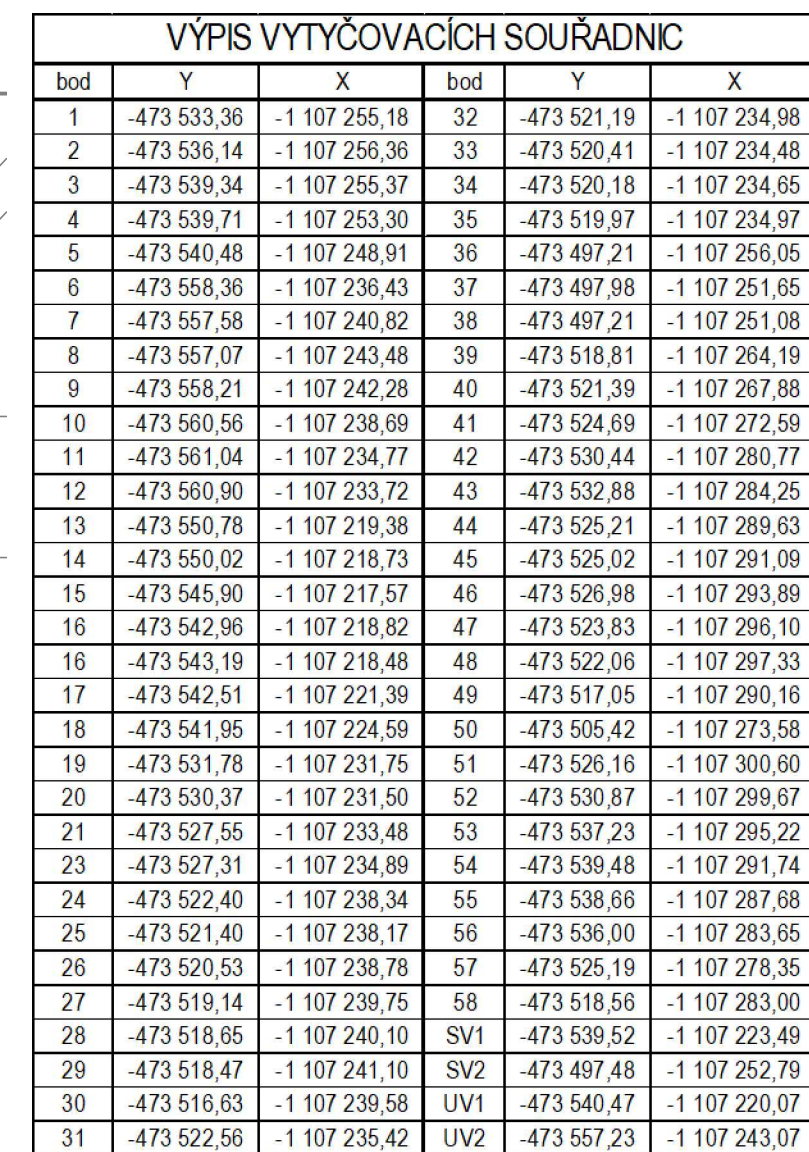 VÝPIS VYTYČOVACÍCH SOUŘADNIC
bod Y X bod Y X
1 -473 533,36 -1 107 255,18 32 -473 521,19 -1 107 234,98
2 -473 536,14 -1 107 256,36 33 -473 520,41 -1 107 234,48
3 -473 539,34 -1 107 255,37 34 -473 520,18 -1 107 234,65
4 -473 539,71 -1 107 253,30 35 -473 519,97 -1 107 234,97
5 -473 540,48 -1 107 248,91 36 -473 497,21 -1 107 256,05
6 -473 558,36 -1 107 236,43 37 -473 497,98 -1 107 251,65
7 -473 557,58 -1 107 240,82 38 -473 497,21 -1 107 251,08
8 -473 557,07 -1 107 243,48 39 -473 518,81 -1 107 264,19
9 -473 558,21 -1 107 242,28 40 -473 521,39 -1 107 267,88
10 -473 560,56 -1 107 238,69 41 -473 524,69 -1 107 272,59
11 -473 561,04 -1 107 234,77 42 -473 530,44 -1 107 280,77
12 -473 560,90 -1 107 233,72 43 -473 532,88 -1 107 284,25
13 -473 550,78 -1 107 219,38 44 -473 525,21 -1 107 289,63
14 -473 550,02 -1 107 218,73 45 -473 525,02 -1 107 291,09
15 -473 545,90 -1 107 217,57 46 -473 526,98 -1 107 293,89
16 -473 542,96 -1 107 218,82 47 -473 523,83 -1 107 296,10
16 -473 543,19 -1 107 218,48 48 -473 522,06 -1 107 297,33
17 -473 542,51 -1 107 221,39 49 -473 517,05 -1 107 290,16
18 -473 541,95 -1 107 224,59 50 -473 505,42 -1 107 273,58
19 -473 531,78 -1 107 231,75 51 -473 526,16 -1 107 300,60
20 -473 530,37 -1 107 231,50 52 -473 530,87 -1 107 299,67
21 -473 527,55 -1 107 233,48 53 -473 537,23 -1 107 295,22
23 -473 527,31 -1 107 234,89 54 -473 539,48 -1 107 291,74
24 -473 522,40 -1 107 238,34 55 -473 538,66 -1 107 287,68
25 -473 521,40 -1 107 238,17 56 -473 536,00 -1 107 283,65
26 -473 520,53 -1 107 238,78 57 -473 525,19 -1 107 278,35
27 -473 519,14 -1 107 239,75 58 -473 518,56 -1 107 283,00
28 -473 518,65 -1 107 240,10 SV1 -473 539,52 -1 107 223,49
29 -473 518,47 -1 107 241,10 SV2 -473 497,48 -1 107 252,79
30 -473 516,63 -1 107 239,58 UV1 -473 540,47 -1 107 220,07
31 -473 522,56 -1 107 235,42 UV2 -473 557,23 -1 107 243,07